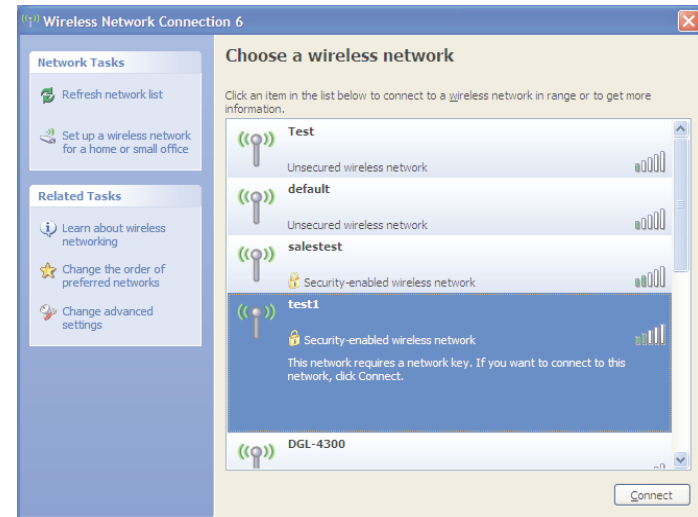 Wireless Network Connection 6
Network Tasks
Refresh network list
Set up a wireless network
for a home or small office
Related Tasks
Learn about wireless
networking
Change the order of
preferred networks
Change advanced
settings
Choose a wireless network
Click an item in the list below to connect to a wireless network in range or to get more
information.
Test
Unsecured wireless network
default
Unsecured wireless network
salestest
Security-enabled wireless network
test1
Security-enabled wireless network
This network requires a network key. If you want to connect to this
network, click Connect.
DGL-4300
Connect